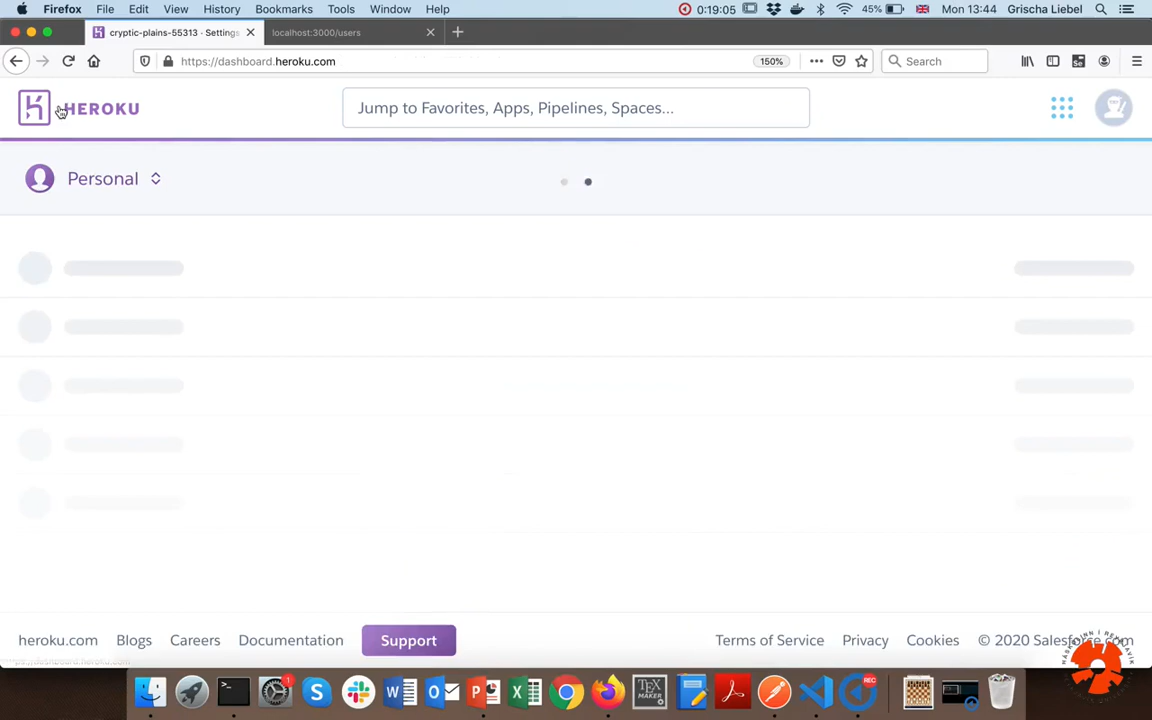 Firefox File Edit View History Bookmarks Tools Window Help 0:19:05 45% Mon 13:44 Grischa Liebel
cryptic-plains-55313 · Settings localhost:3000/users
https://dashboard.heroku.com 150% Search
HEROKU Jump to Favorites, Apps, Pipelines, Spaces...
Personal
heroku.com Blogs Careers Documentation Support Terms of Service Privacy Cookies © 2020 Salesforce.com